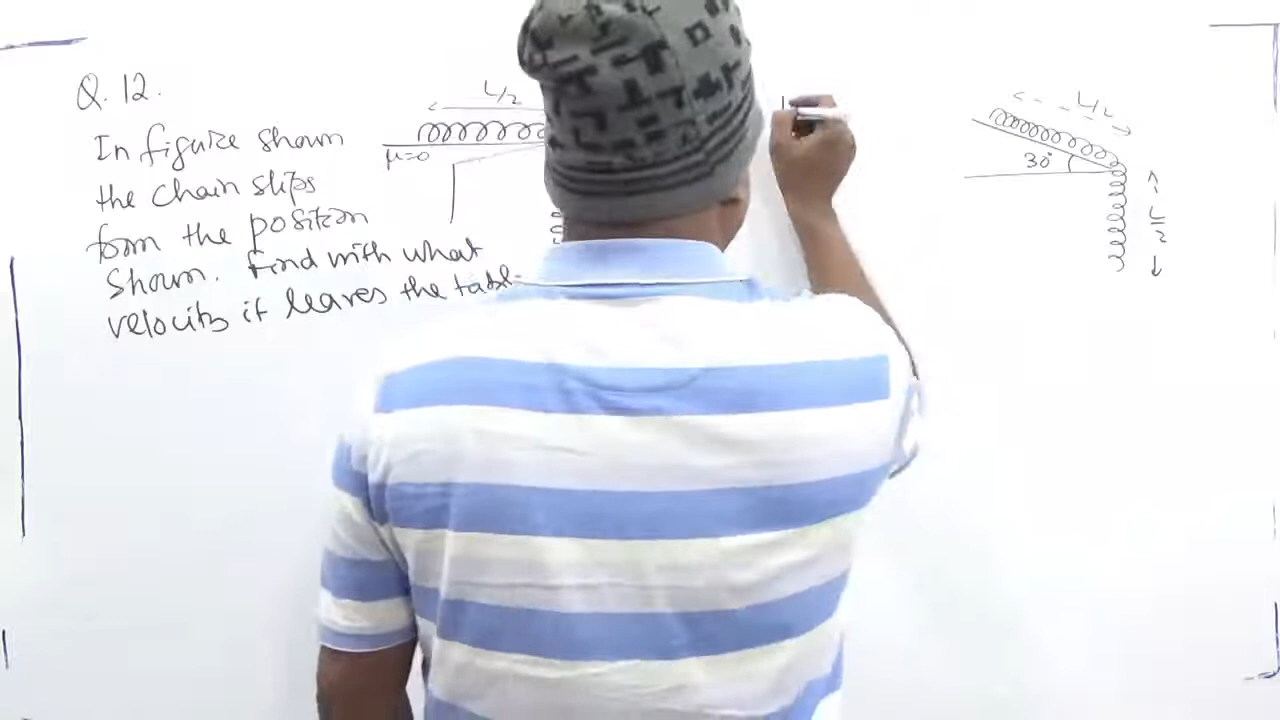 Q. 12.
In figure shown
the chain slips
form the position
shown. find with what
velocity it leaves the table
L/2
μ=0
L/2
30°
L/2